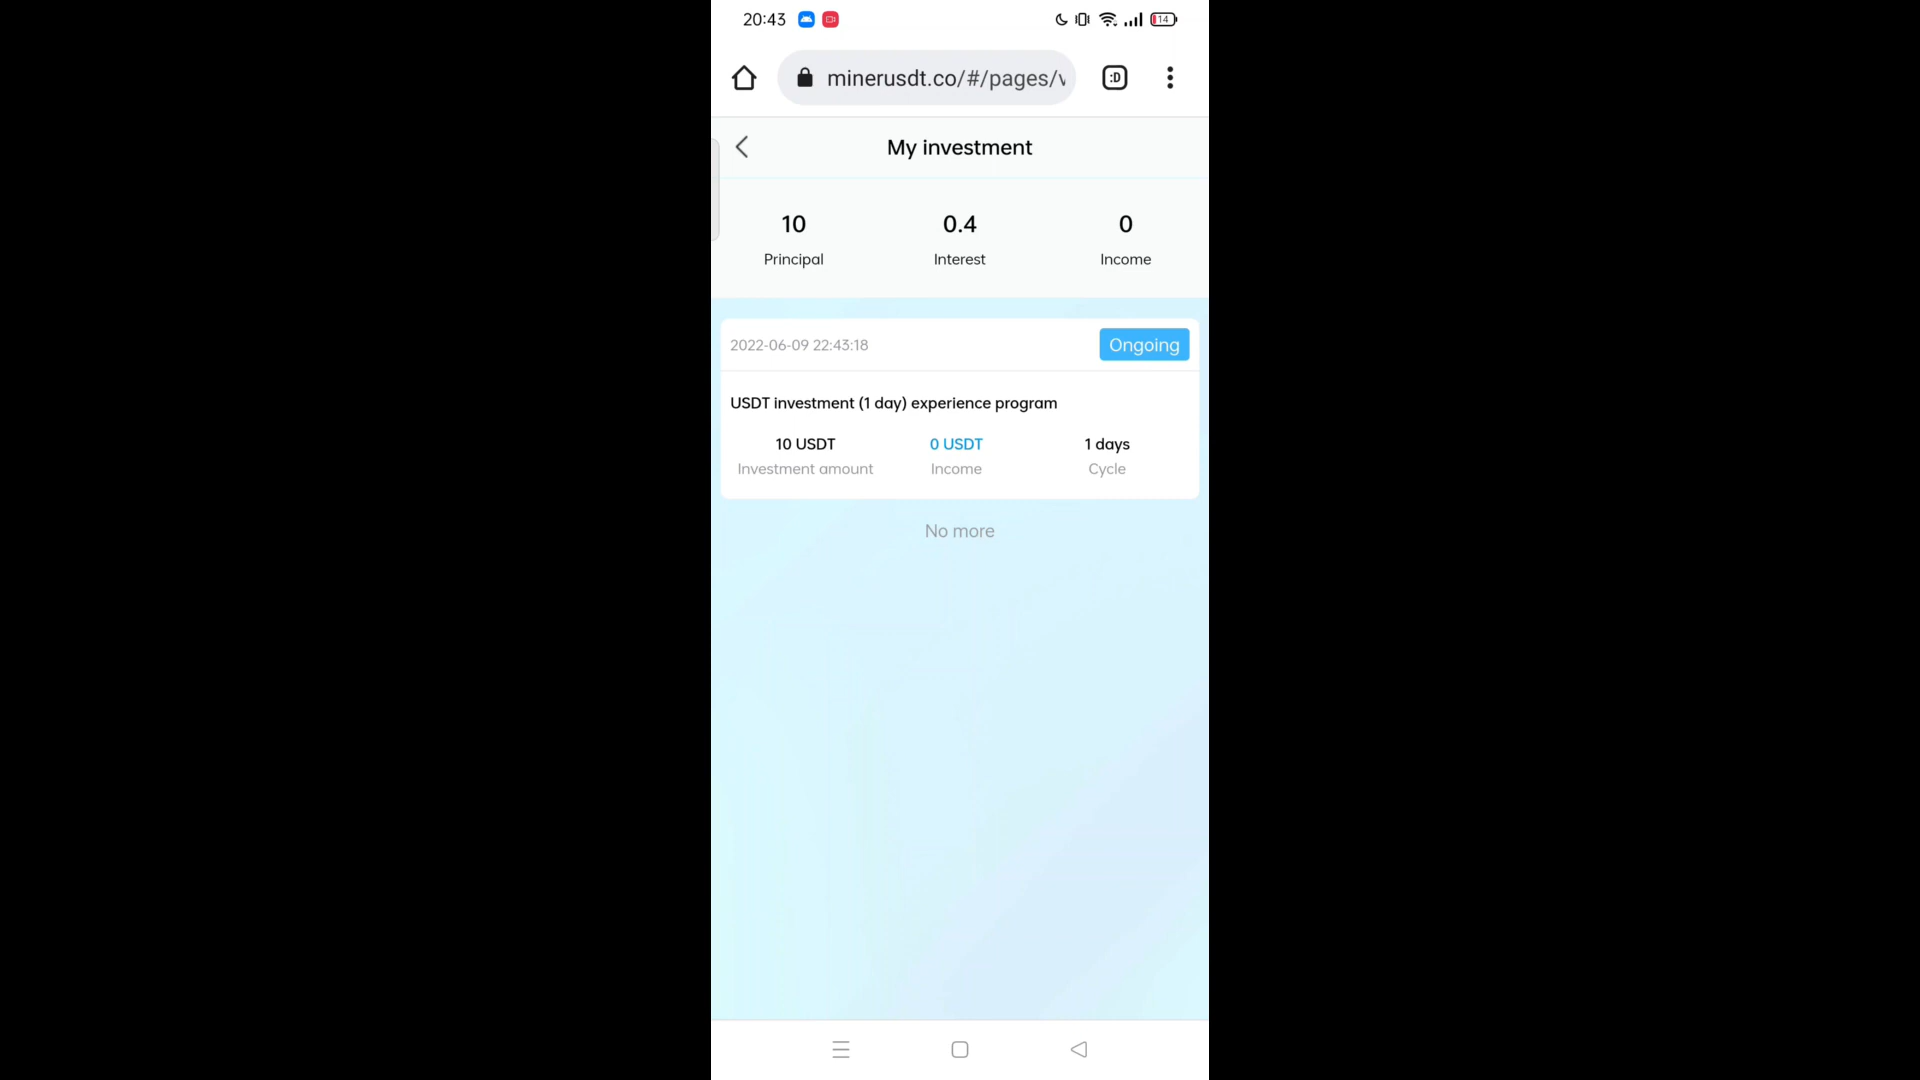 20:43
14
minerusdt.co/#/pages/v
:D
My investment
10 0.4 0
Principal Interest Income
2022-06-09 22:43:18 Ongoing
USDT investment (1 day) experience program
10 USDT 0 USDT 1 days
Investment amount Income Cycle
No more